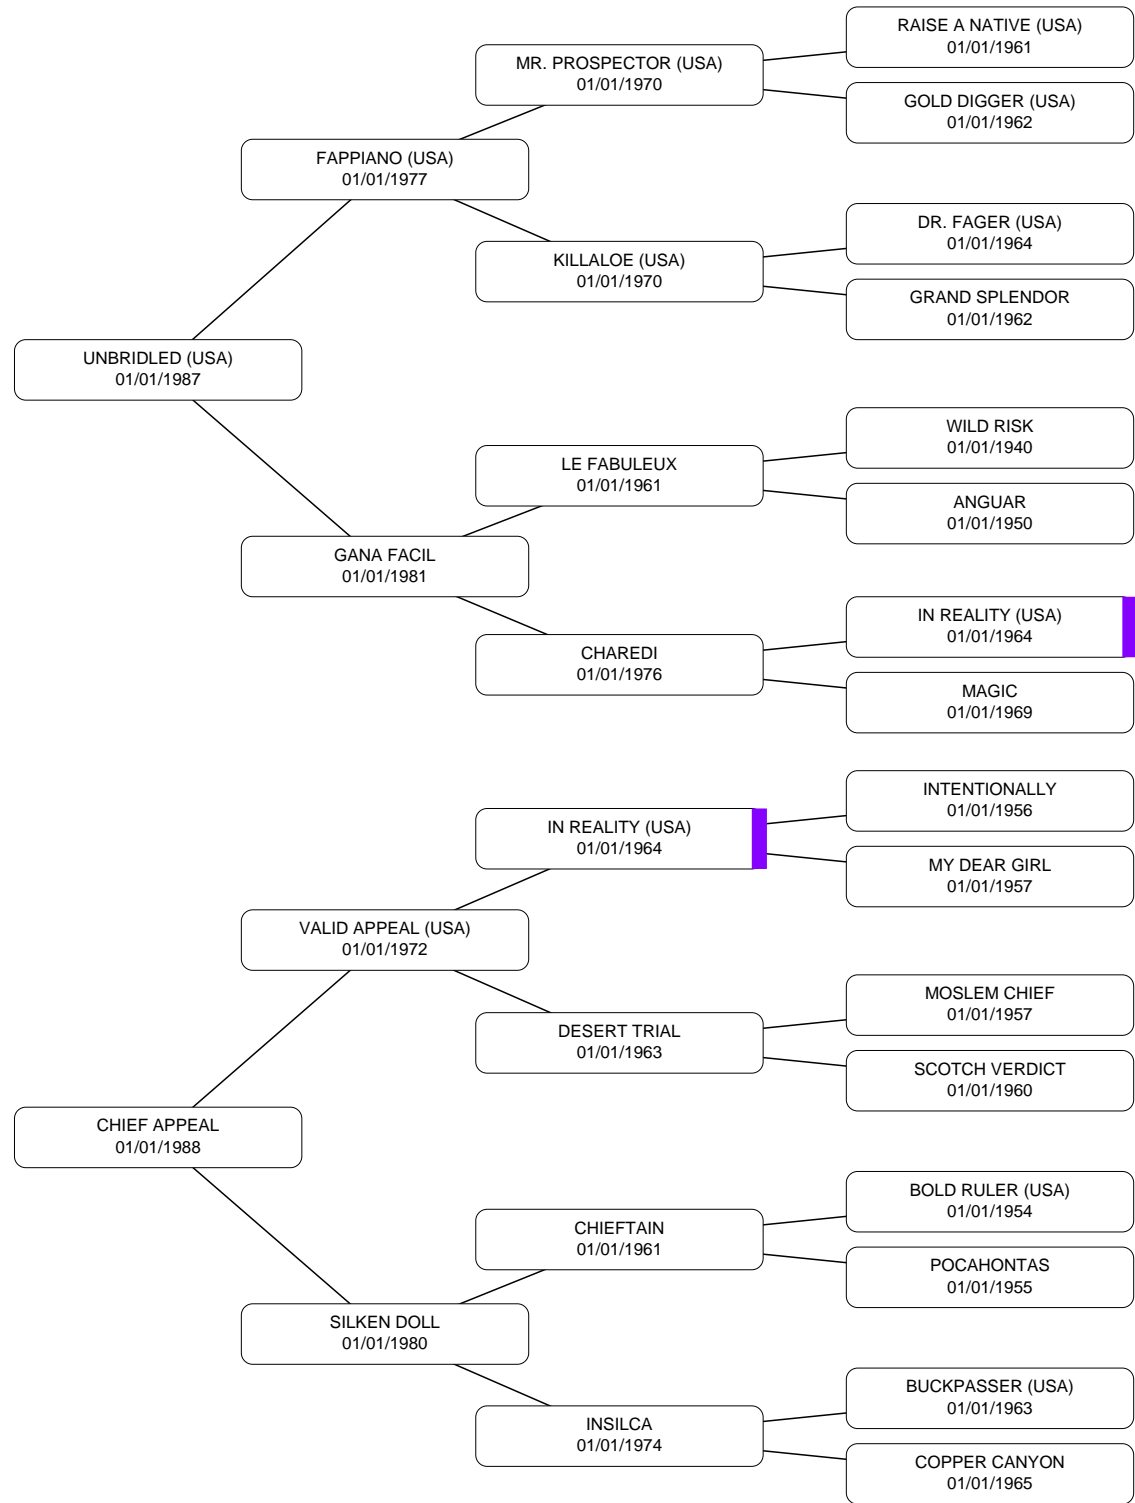 RAISE A NATIVE (USA)
01/01/1961
MR. PROSPECTOR (USA)
01/01/1970
GOLD DIGGER (USA)
01/01/1962
FAPPIANO (USA)
01/01/1977
DR. FAGER (USA)
01/01/1964
KILLALOE (USA)
01/01/1970
GRAND SPLENDOR
01/01/1962
UNBRIDLED (USA)
01/01/1987
WILD RISK
01/01/1940
LE FABULEUX
01/01/1961
ANGUAR
01/01/1950
GANA FACIL
01/01/1981
IN REALITY (USA)
01/01/1964
CHAREDI
01/01/1976
MAGIC
01/01/1969
INTENTIONALLY
01/01/1956
IN REALITY (USA)
01/01/1964
MY DEAR GIRL
01/01/1957
VALID APPEAL (USA)
01/01/1972
MOSLEM CHIEF
01/01/1957
DESERT TRIAL
01/01/1963
SCOTCH VERDICT
01/01/1960
CHIEF APPEAL
01/01/1988
BOLD RULER (USA)
01/01/1954
CHIEFTAIN
01/01/1961
POCAHONTAS
01/01/1955
SILKEN DOLL
01/01/1980
BUCKPASSER (USA)
01/01/1963
INSILCA
01/01/1974
COPPER CANYON
01/01/1965